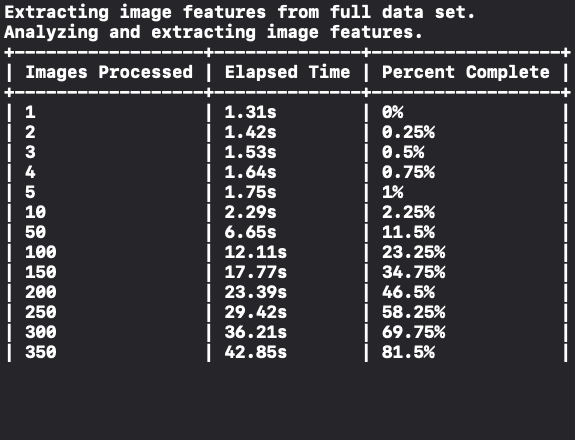 Extracting image features from full data set.
Analyzing and extracting image features.
+------------------+--------------+------------------+
| Images Processed | Elapsed Time | Percent Complete |
+------------------+--------------+------------------+
| 1                | 1.31s        | 0%               |
| 2                | 1.42s        | 0.25%            |
| 3                | 1.53s        | 0.5%             |
| 4                | 1.64s        | 0.75%            |
| 5                | 1.75s        | 1%               |
| 10               | 2.29s        | 2.25%            |
| 50               | 6.65s        | 11.5%            |
| 100              | 12.11s       | 23.25%           |
| 150              | 17.77s       | 34.75%           |
| 200              | 23.39s       | 46.5%            |
| 250              | 29.42s       | 58.25%           |
| 300              | 36.21s       | 69.75%           |
| 350              | 42.85s       | 81.5%            |